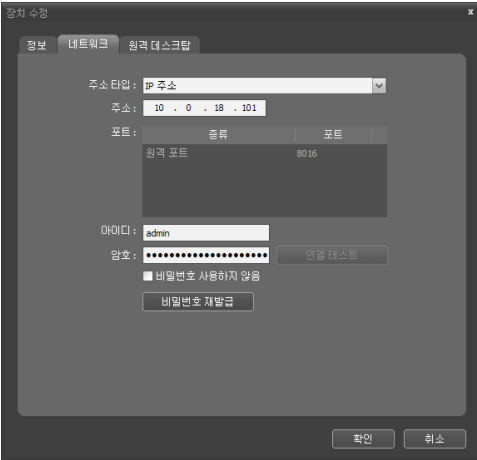 장치 수정 x
정보 네트워크 원격 데스크탑
주소 타입 : IP 주소
주소 : 10 . 0 . 18 . 101
포트 : 종류 포트
원격 포트 8016
아이디 : admin
암호 : ●●●●●●●●●●●●●●●●●●●●● 연결 테스트
비밀번호 사용하지 않음
비밀번호 재발급
확인 취소